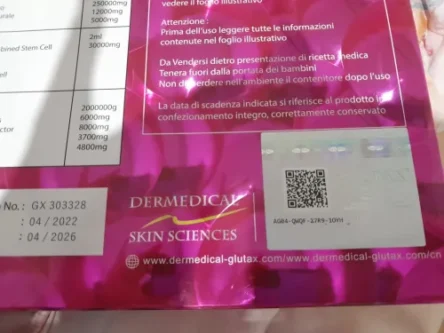 250000mg
12000mg
5000mg
2ml
bined Stem Cell
30000mg
Cell
2000000g
6000mg
ctor
8000mg
3700mg
4800mg
vedere il foglio illustrativo
Attenzione :
Prima dell'uso leggere tutte le informazioni
contenute nel foglio illustrativo
Da Vendersi dietro presentazione di ricetta medica
Tenera fuori dalla portata dei bambini
Non disperdere nell'ambiente il contenitore dopo l'uso
La data di scadenza indicata si riferisce al prodotto in
confezionamento integro, correttamente conservato
No.: GX 303328
: 04 / 2022
: 04 / 2026
DERMEDICAL
SKIN SCIENCES
www.dermedical-glutax.com/www.dermedical-glutax.com/cn